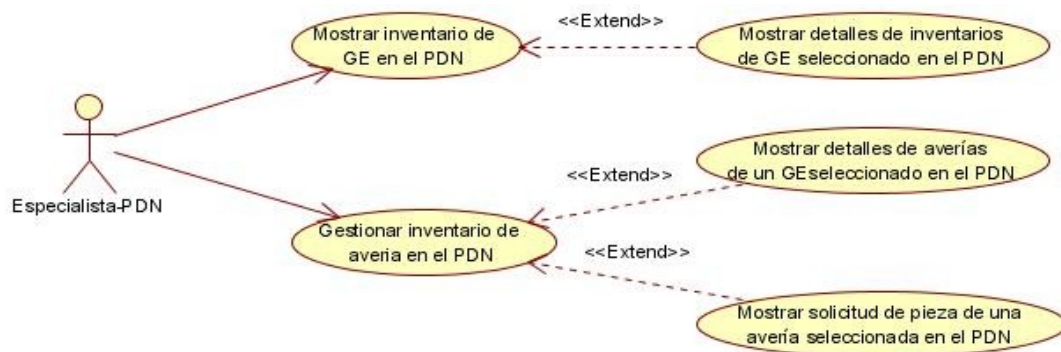 Mostrar inventario de
GE en el PDN
<<Extend>>
Mostrar detalles de inventarios
de GE seleccionado en el PDN
Especialista-PDN
Gestionar inventario de
averia en el PDN
<<Extend>>
Mostrar detalles de averías
de un GEseleccionado en el PDN
<<Extend>>
Mostrar solicitud de pieza de una
avería seleccionada en el PDN